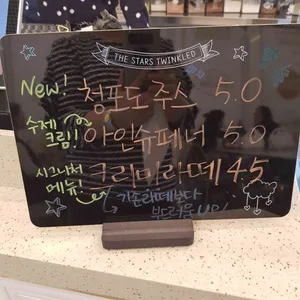 THE STARS TWINKLED
New! 청포도 주스 5.0
수제 크림! 아인슈페너 5.0
시그니처 메뉴! 크림라떼 4.5
기존라떼보다
부드러움 UP!